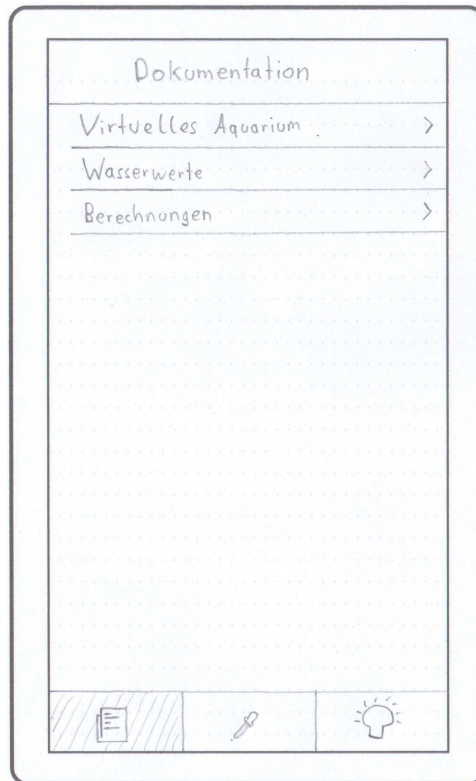 Dokumentation
Virtuelles Aquarium
Wasserwerte
Berechnungen